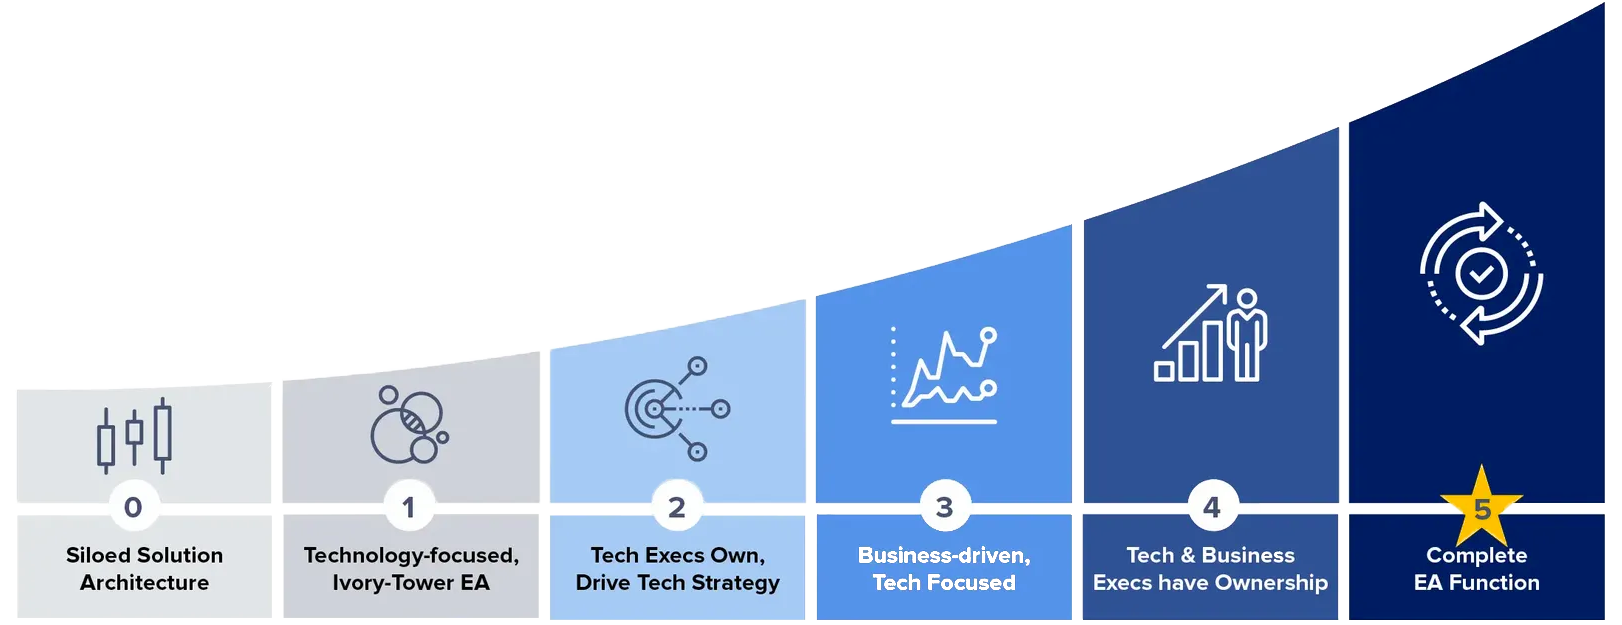 0
Siloed Solution
Architecture
1
Technology-focused,
Ivory-Tower EA
2
Tech Execs Own,
Drive Tech Strategy
3
Business-driven,
Tech Focused
4
Tech & Business
Execs have Ownership
5
Complete
EA Function